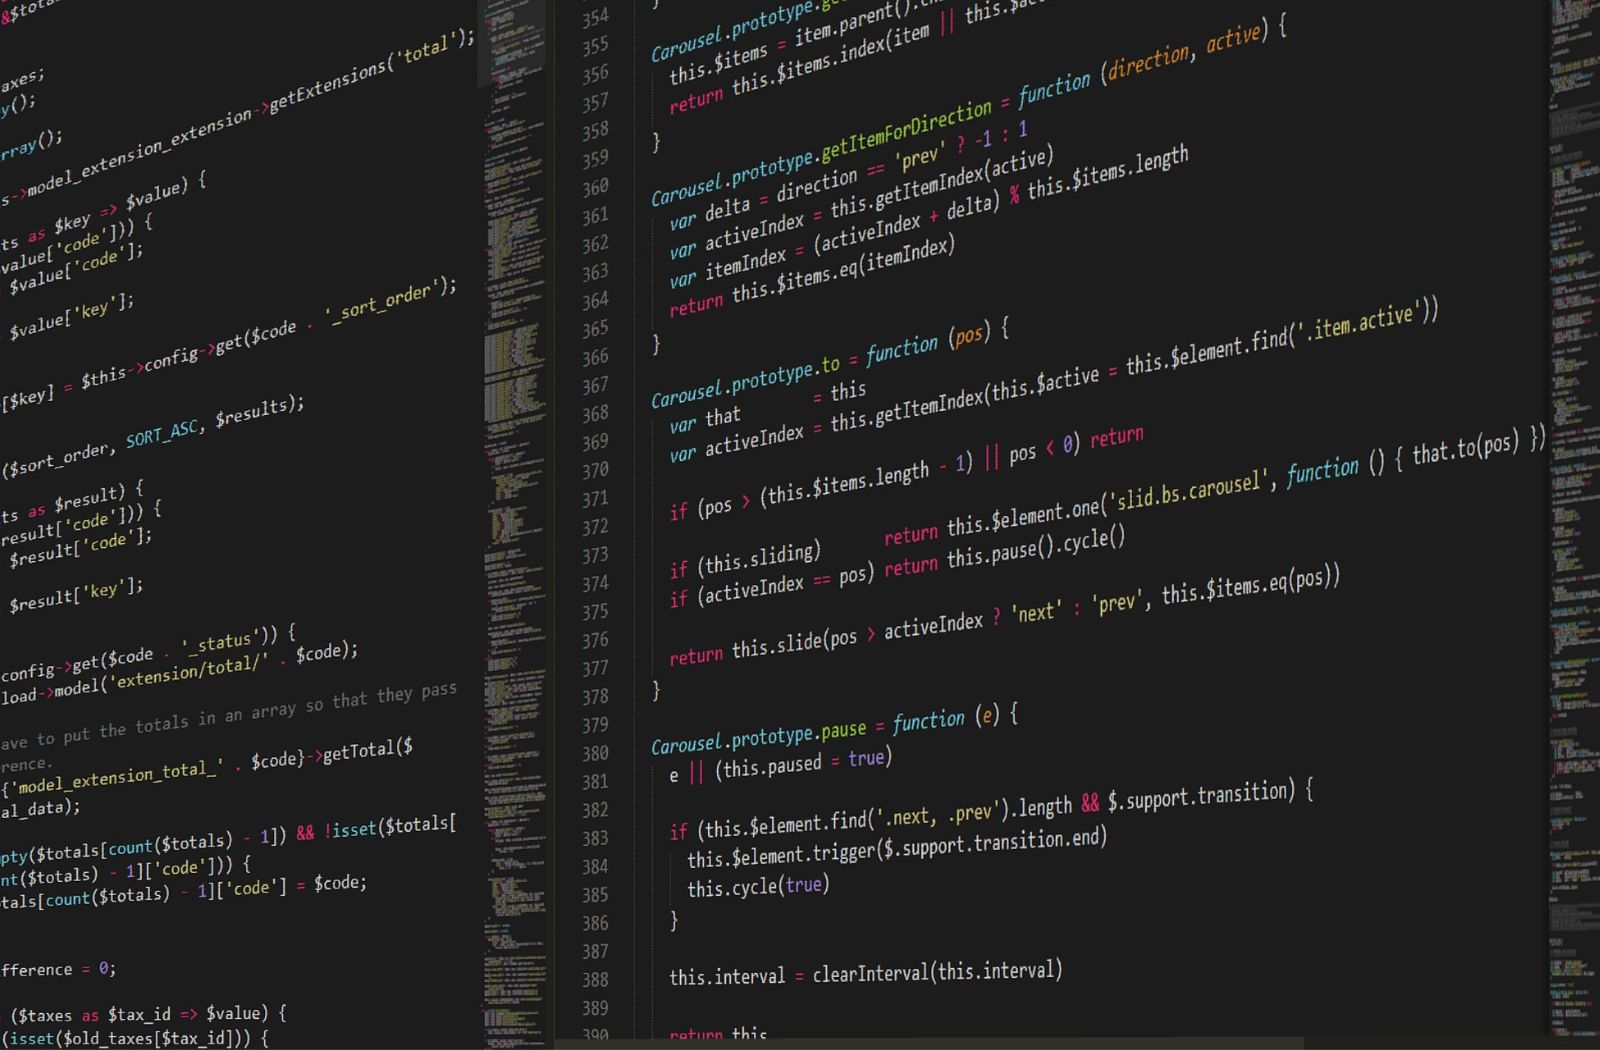 &$tota
axes;
y();
rray();
s->model_extension_extension->getExtensions('total');
ts as $key => $value) {
value['code'])) {
$value['code'];
$value['key'];
[$key] = $this->config->get($code . '_sort_order');
($sort_order, SORT_ASC, $results);
ts as $result) {
result['code'])) {
$result['code'];
$result['key'];
config->get($code . '_status')) {
load->model('extension/total/' . $code);
ave to put the totals in an array so that they pass
rence.
{'model_extension_total_' . $code}->getTotal($
al_data);
pty($totals[count($totals) - 1]) && !isset($totals[
nt($totals) - 1]['code'])) {
tals[count($totals) - 1]['code'] = $code;
fference = 0;
($taxes as $tax_id => $value) {
(isset($old_taxes[$tax_id])) {
354 }
355
356 Carousel.prototype.ge
357 this.$items = item.parent().ch
358 return this.$items.index(item || this.$ac
359 }
360
361 Carousel.prototype.getItemForDirection = function (direction, active) {
362 var delta = direction == 'prev' ? -1 : 1
363 var activeIndex = this.getItemIndex(active)
364 var itemIndex = (activeIndex + delta) % this.$items.length
365 return this.$items.eq(itemIndex)
366 }
367
368 Carousel.prototype.to = function (pos) {
369 var that = this
370 var activeIndex = this.getItemIndex(this.$active = this.$element.find('.item.active'))
371
372 if (pos > (this.$items.length - 1) || pos < 0) return
373
374 if (this.sliding) return this.$element.one('slid.bs.carousel', function () { that.to(pos) })
375 if (activeIndex == pos) return this.pause().cycle()
376
377 return this.slide(pos > activeIndex ? 'next' : 'prev', this.$items.eq(pos))
378 }
379
380 Carousel.prototype.pause = function (e) {
381 e || (this.paused = true)
382
383 if (this.$element.find('.next, .prev').length && $.support.transition) {
384 this.$element.trigger($.support.transition.end)
385 this.cycle(true)
386 }
387
388 this.interval = clearInterval(this.interval)
389
390 return this